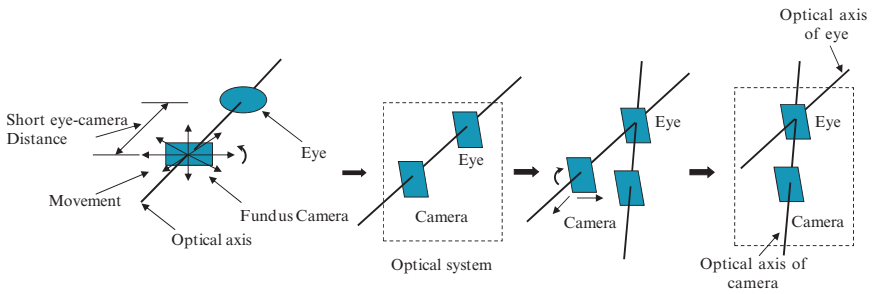 Short eye-camera
Distance
Movement
Optical axis
Fundus Camera
Eye
Eye
Camera
Optical system
Eye
Camera
Optical axis
of eye
Eye
Camera
Optical axis of
camera